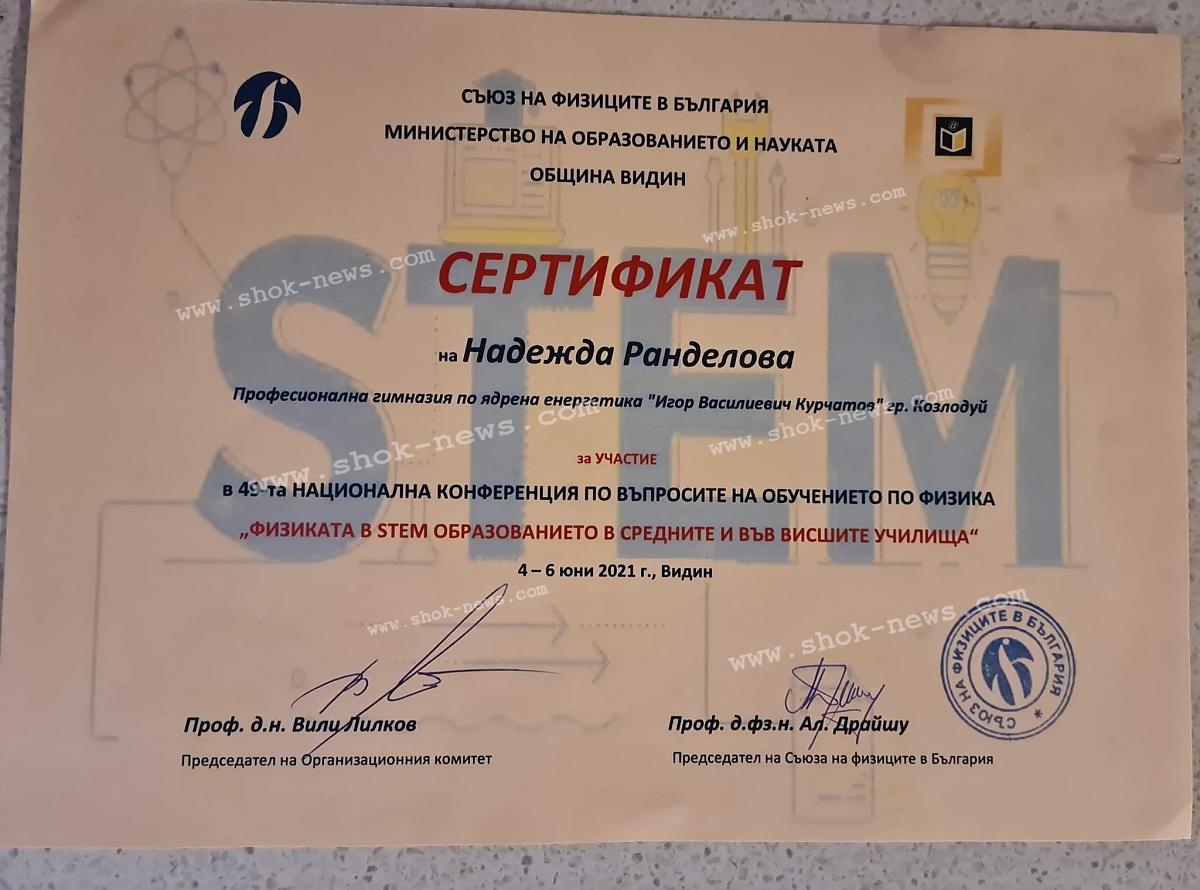 СЪЮЗ НА ФИЗИЦИТЕ В БЪЛГАРИЯ
МИНИСТЕРСТВО НА ОБРАЗОВАНИЕТО И НАУКАТА
ОБЩИНА ВИДИН
www.shok-news.com
www.shok-news.com
STEM
СЕРТИФИКАТ
на Надежда Ранделова
Професионална гимназия по ядрена енергетика "Игор Василиевич Курчатов" гр. Козлодуй
www.shok-news.com
www.shok-news.com
за УЧАСТИЕ
в 49-та НАЦИОНАЛНА КОНФЕРЕНЦИЯ ПО ВЪПРОСИТЕ НА ОБУЧЕНИЕТО ПО ФИЗИКА
„ФИЗИКАТА В STEM ОБРАЗОВАНИЕТО В СРЕДНИТЕ И ВЪВ ВИСШИТЕ УЧИЛИЩА“
4 – 6 юни 2021 г., Видин
www.shok-news.com
www.shok-news.com
СЪЮЗ НА ФИЗИЦИТЕ В БЪЛГАРИЯ *
Проф. д.н. Вили Лилков
Председател на Организационния комитет
Проф. д.фз.н. Ал. Драйшу
Председател на Съюза на физиците в България